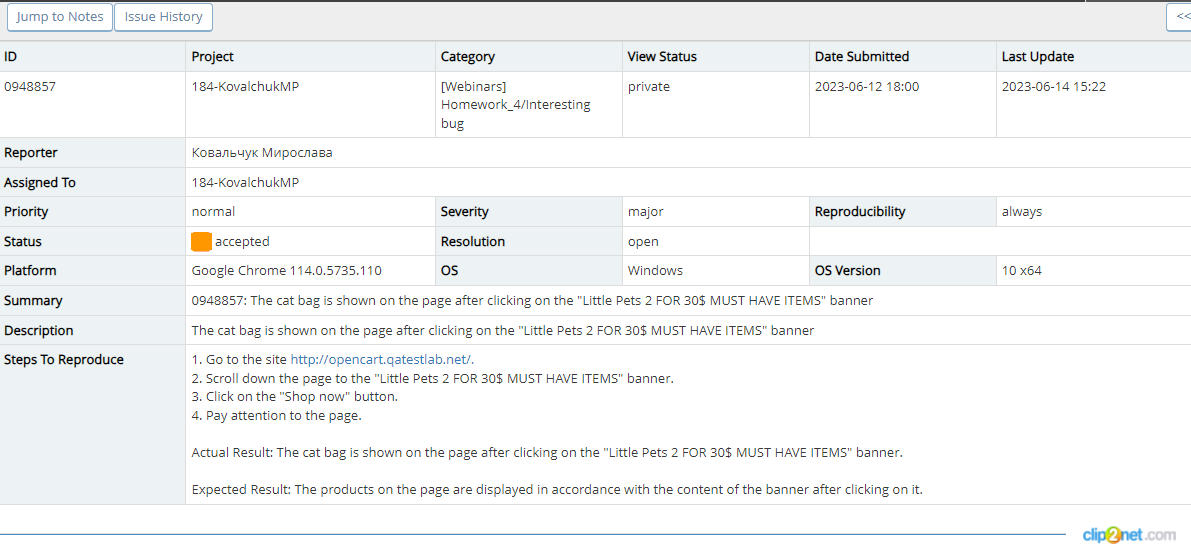 Jump to Notes Issue History <<
ID Project Category View Status Date Submitted Last Update
0948857 184-KovalchukMP [Webinars] private 2023-06-12 18:00 2023-06-14 15:22
Homework_4/Interesting
bug
Reporter Ковальчук Мирослава
Assigned To 184-KovalchukMP
Priority normal Severity major Reproducibility always
Status accepted Resolution open
Platform Google Chrome 114.0.5735.110 OS Windows OS Version 10 x64
Summary 0948857: The cat bag is shown on the page after clicking on the "Little Pets 2 FOR 30$ MUST HAVE ITEMS" banner
Description The cat bag is shown on the page after clicking on the "Little Pets 2 FOR 30$ MUST HAVE ITEMS" banner
Steps To Reproduce 1. Go to the site http://opencart.qatestlab.net/.
2. Scroll down the page to the "Little Pets 2 FOR 30$ MUST HAVE ITEMS" banner.
3. Click on the "Shop now" button.
4. Pay attention to the page.
Actual Result: The cat bag is shown on the page after clicking on the "Little Pets 2 FOR 30$ MUST HAVE ITEMS" banner.
Expected Result: The products on the page are displayed in accordance with the content of the banner after clicking on it.
clip2net.com